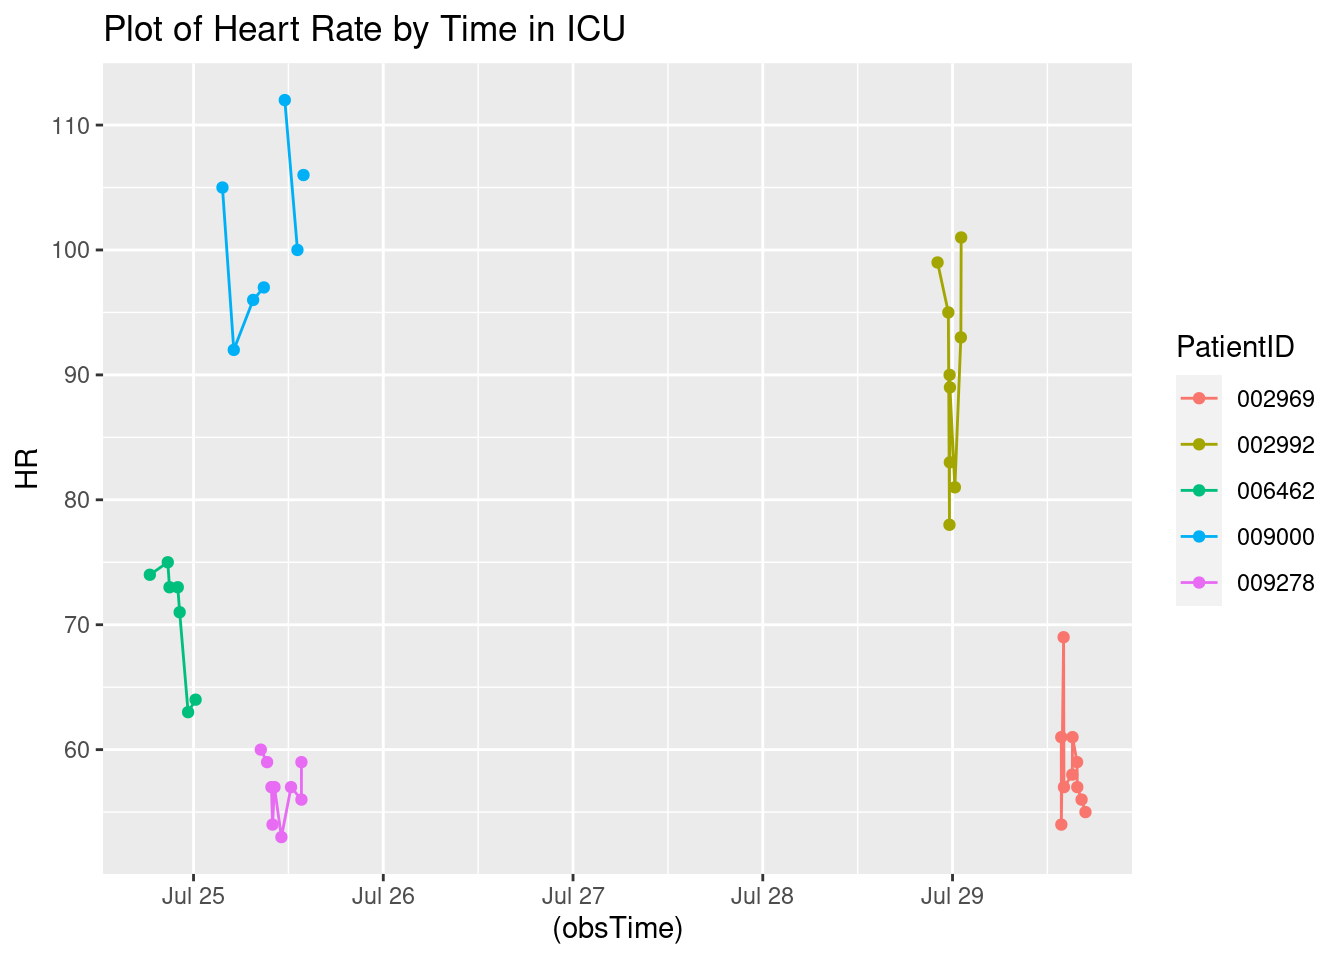 Plot of Heart Rate by Time in ICU
110
100
90
80
70
60
HR
Jul 25 Jul 26 Jul 27 Jul 28 Jul 29
(obsTime)
PatientID
002969
002992
006462
009000
009278